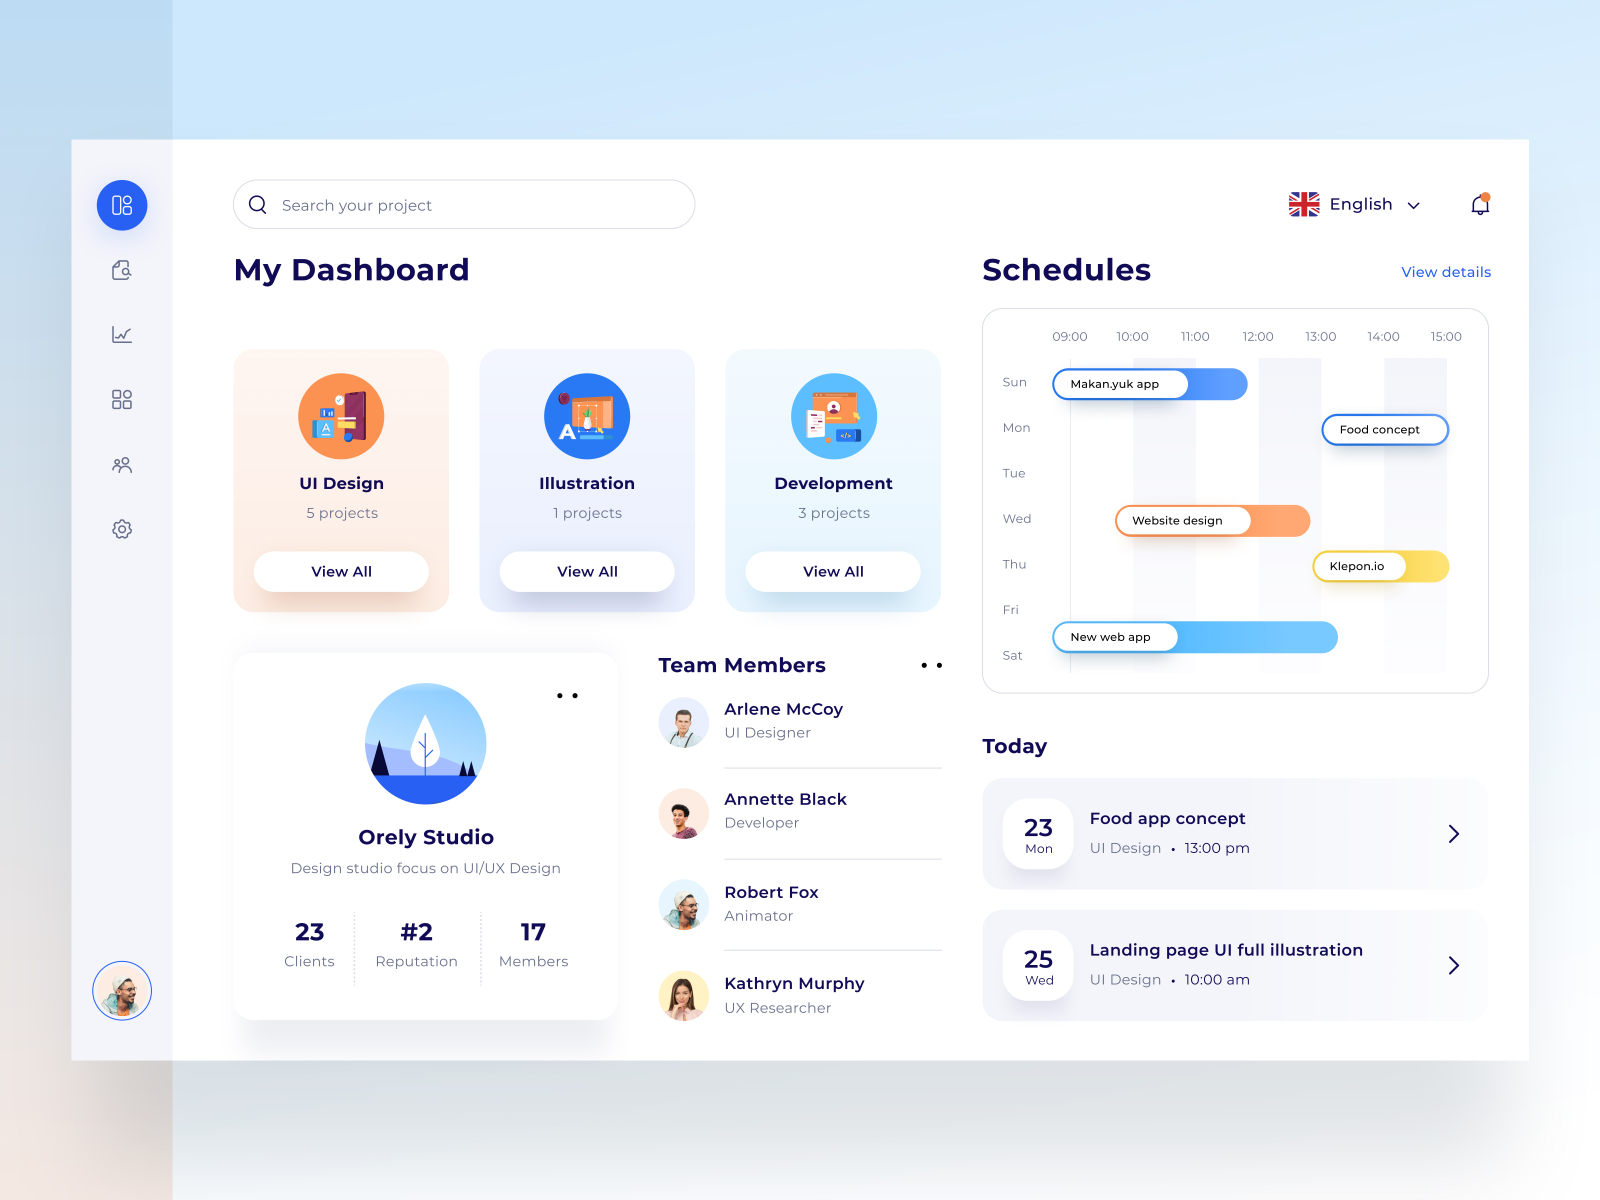 Search your project
English
My Dashboard
Schedules
View details
UI Design
5 projects
View All
Illustration
1 projects
View All
Development
3 projects
View All
09:00 10:00 11:00 12:00 13:00 14:00 15:00
Sun
Makan.yuk app
Mon
Food concept
Tue
Wed
Website design
Thu
Klepon.io
Fri
New web app
Sat
Orely Studio
Design studio focus on UI/UX Design
23
Clients
#2
Reputation
17
Members
Team Members
Arlene McCoy
UI Designer
Annette Black
Developer
Robert Fox
Animator
Kathryn Murphy
UX Researcher
Today
23
Mon
Food app concept
UI Design • 13:00 pm
25
Wed
Landing page UI full illustration
UI Design • 10:00 am
A
A
</>